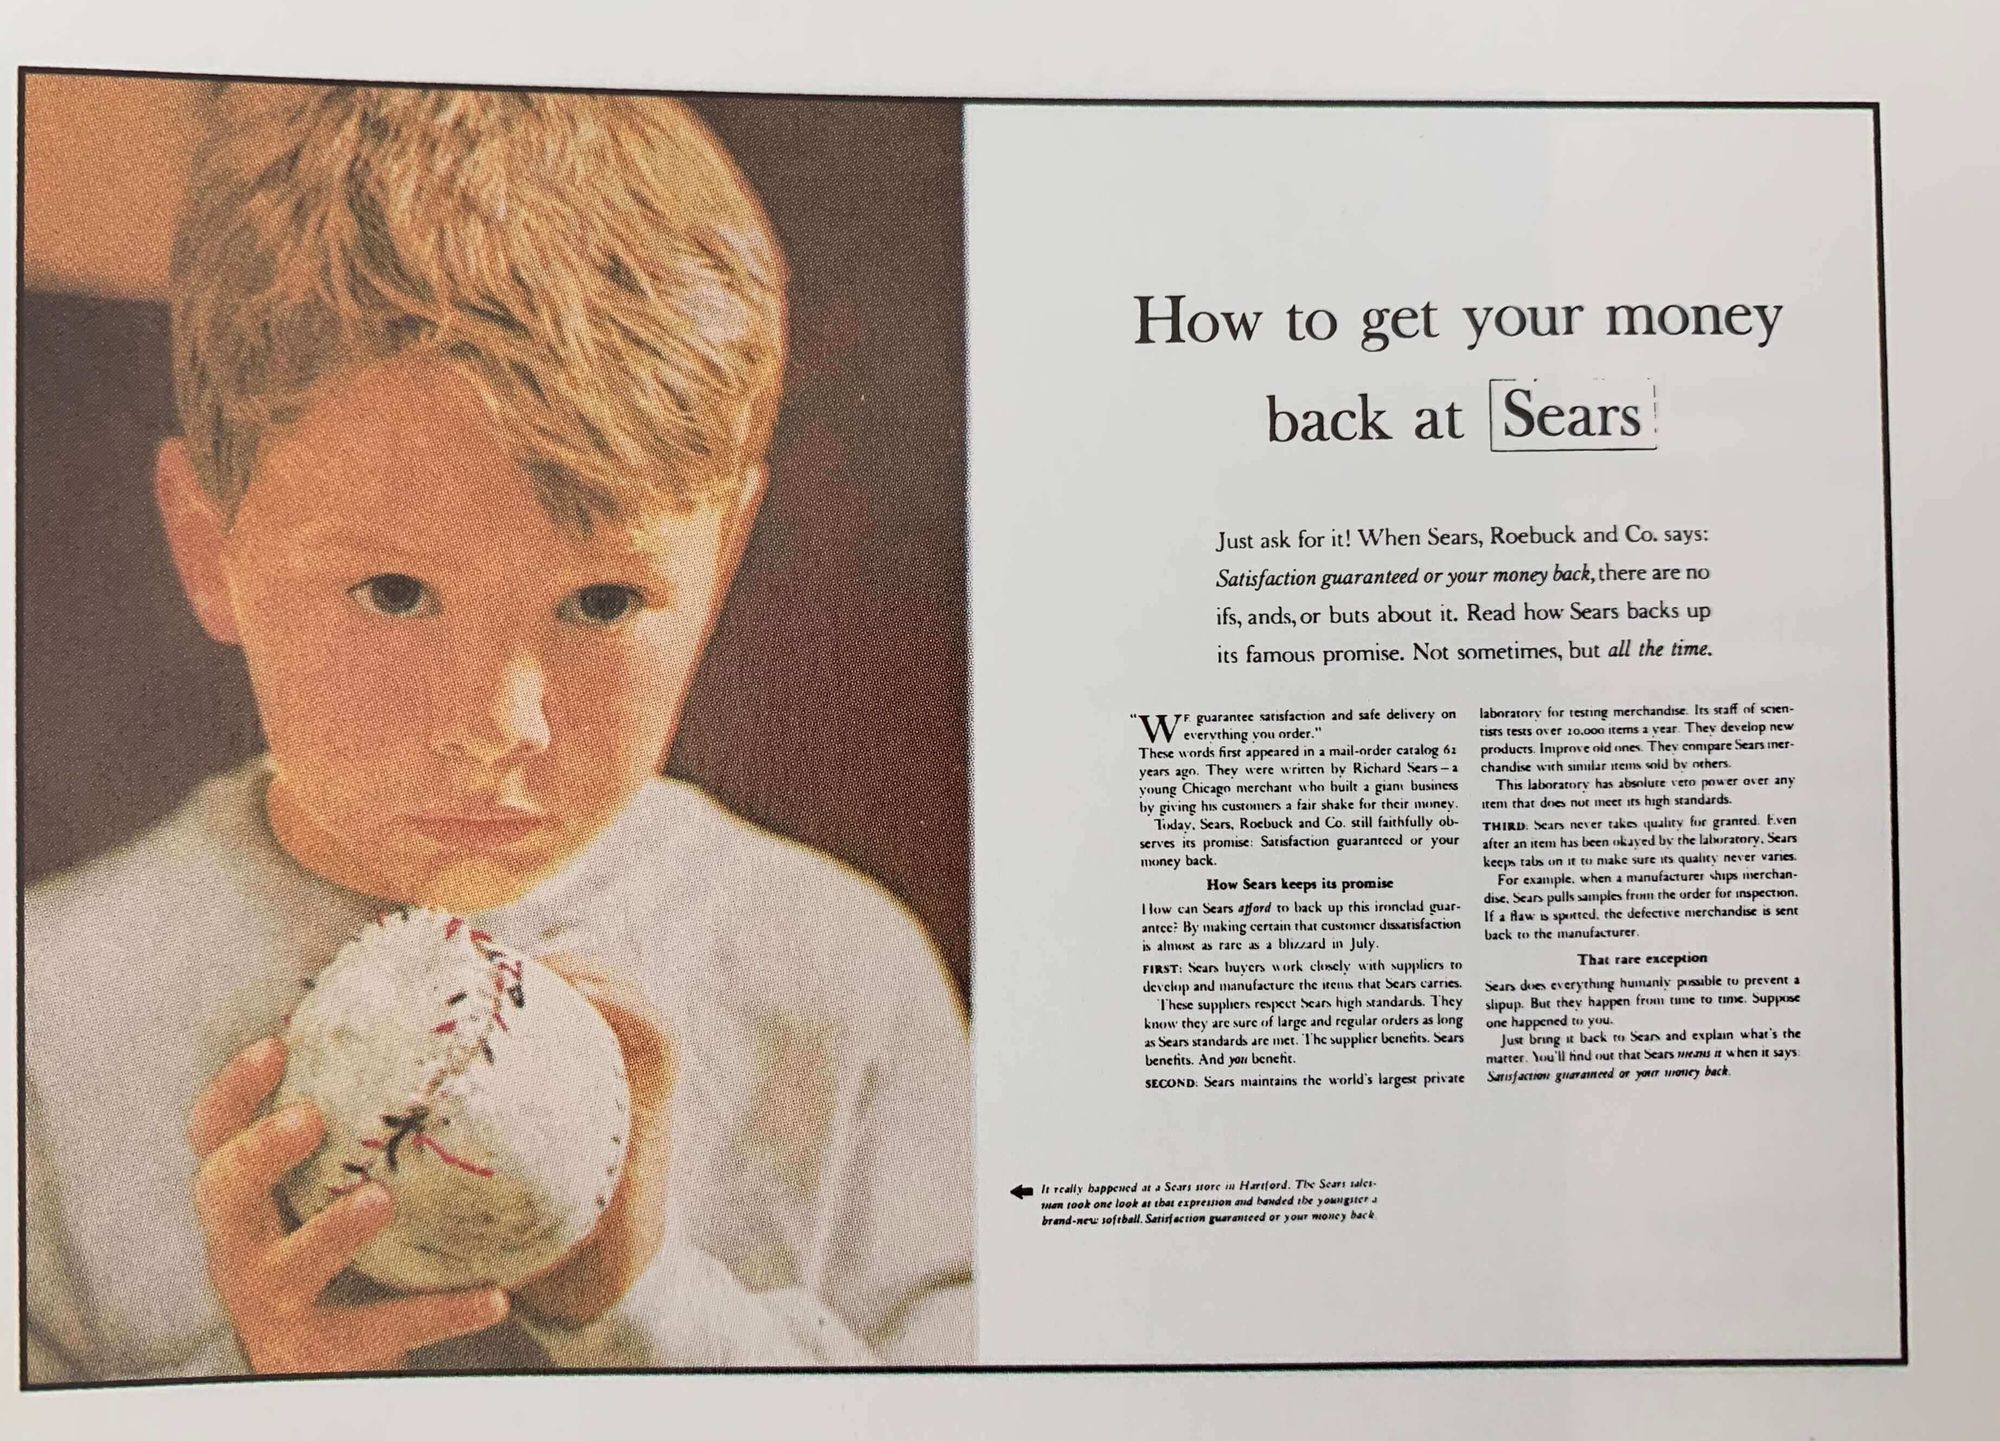 How to get your money
back at Sears
Just ask for it! When Sears, Roebuck and Co. says:
Satisfaction guaranteed or your money back, there are no
ifs, ands, or buts about it. Read how Sears backs up
its famous promise. Not sometimes, but all the time.
"WE guarantee satisfaction and safe delivery on
everything you order."
These words first appeared in a mail-order catalog 62
years ago. They were written by Richard Sears – a
young Chicago merchant who built a giant business
by giving his customers a fair shake for their money.
Today, Sears, Roebuck and Co. still faithfully ob-
serves its promise: Satisfaction guaranteed or your
money back.
How Sears keeps its promise
How can Sears afford to back up this ironclad guar-
antee? By making certain that customer dissatisfaction
is almost as rare as a blizzard in July.
FIRST: Sears buyers work closely with suppliers to
develop and manufacture the items that Sears carries.
These suppliers respect Sears high standards. They
know they are sure of large and regular orders as long
as Sears standards are met. The supplier benefits. Sears
benefits. And you benefit.
SECOND: Sears maintains the world's largest private
laboratory for testing merchandise. Its staff of scien-
tists tests over 10,000 items a year. They develop new
products. Improve old ones. They compare Sears mer-
chandise with similar items sold by others.
This laboratory has absolute veto power over any
item that does not meet its high standards.
THIRD: Sears never takes quality for granted. Even
after an item has been okayed by the laboratory, Sears
keeps tabs on it to make sure its quality never varies.
For example, when a manufacturer ships merchan-
dise, Sears pulls samples from the order for inspection.
If a flaw is spotted, the defective merchandise is sent
back to the manufacturer.
That rare exception
Sears does everything humanly possible to prevent a
slipup. But they happen from time to time. Suppose
one happened to you.
Just bring it back to Sears and explain what's the
matter. You'll find out that Sears means it when it says:
Satisfaction guaranteed or your money back.
It really happened at a Sears store in Hartford. The Sears sales-
man took one look at that expression and handed the youngster a
brand-new softball. Satisfaction guaranteed or your money back.